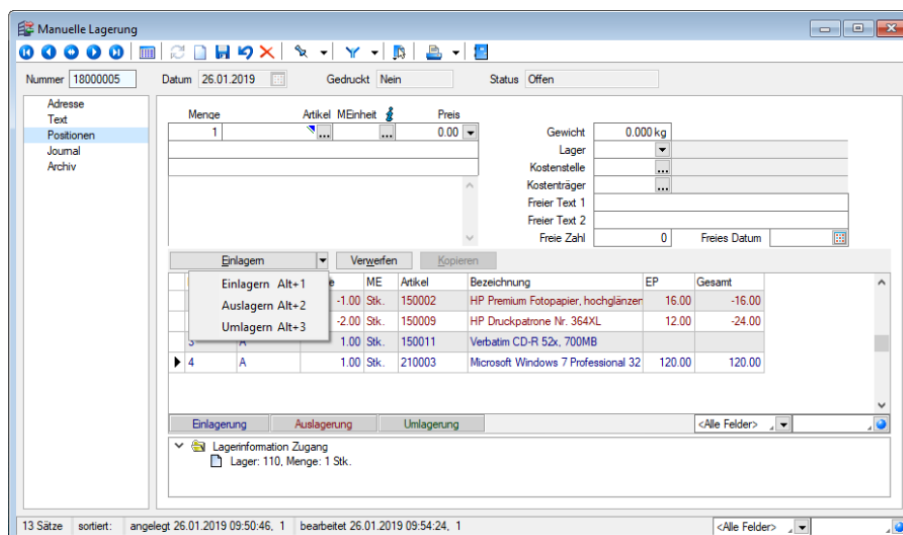 Manuelle Lagerung
Nummer 18000005 Datum 26.01.2019 Gedruckt Nein Status Offen
Adresse
Text
Positionen
Journal
Archiv
Menge Artikel MEinheit Preis
1 ... ... 0.00
Gewicht 0.000 kg
Lager
Kostenstelle ...
Kostenträger ...
Freier Text 1
Freier Text 2
Freie Zahl 0 Freies Datum
Einlagern Verwerfen Kopieren
Einlagern Alt+1
Auslagern Alt+2
Umlagern Alt+3
ME Artikel Bezeichnung EP Gesamt
-1.00 Stk. 150002 HP Premium Fotopapier, hochglänzen 16.00 -16.00
-2.00 Stk. 150009 HP Druckpatrone Nr. 364XL 12.00 -24.00
3 A 1.00 Stk. 150011 Verbatim CD-R 52x, 700MB
4 A 1.00 Stk. 210003 Microsoft Windows 7 Professional 32 120.00 120.00
Einlagerung Auslagerung Umlagerung <Alle Felder>
Lagerinformation Zugang
Lager: 110, Menge: 1 Stk.
13 Sätze sortiert: angelegt 26.01.2019 09:50:46, 1 bearbeitet 26.01.2019 09:54:24, 1 <Alle Felder>